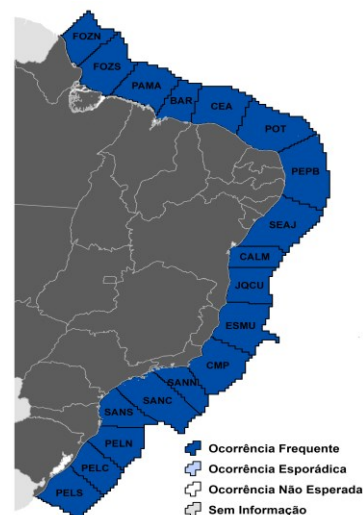 FOZN
FOZS
PAMA
BAR
CEA
POT
PEPB
SEAJ
CALM
JQCU
ESMU
CMP
SANN
SANC
SANS
PELN
PELC
PELS
Ocorrência Frequente
Ocorrência Esporádica
Ocorrência Não Esperada
Sem Informação